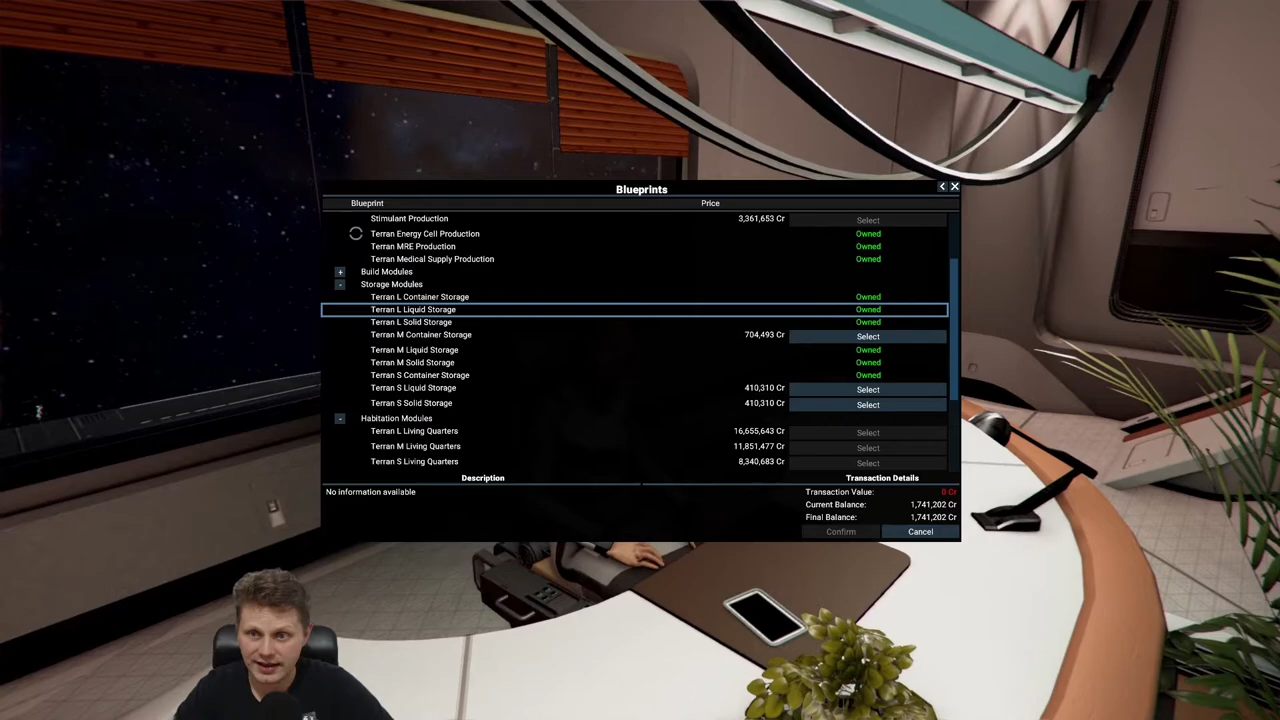 Blueprints
Blueprint Price
Stimulant Production 3,361,653 Cr Select
Terran Energy Cell Production Owned
Terran MRE Production Owned
Terran Medical Supply Production Owned
+ Build Modules
- Storage Modules
Terran L Container Storage Owned
Terran L Liquid Storage Owned
Terran L Solid Storage Owned
Terran M Container Storage 704,493 Cr Select
Terran M Liquid Storage Owned
Terran M Solid Storage Owned
Terran S Container Storage Owned
Terran S Liquid Storage 410,310 Cr Select
Terran S Solid Storage 410,310 Cr Select
- Habitation Modules
Terran L Living Quarters 16,655,643 Cr Select
Terran M Living Quarters 11,851,477 Cr Select
Terran S Living Quarters 8,340,683 Cr Select
Description Transaction Details
No information available Transaction Value: 0 Cr
Current Balance: 1,741,202 Cr
Final Balance: 1,741,202 Cr
Confirm Cancel